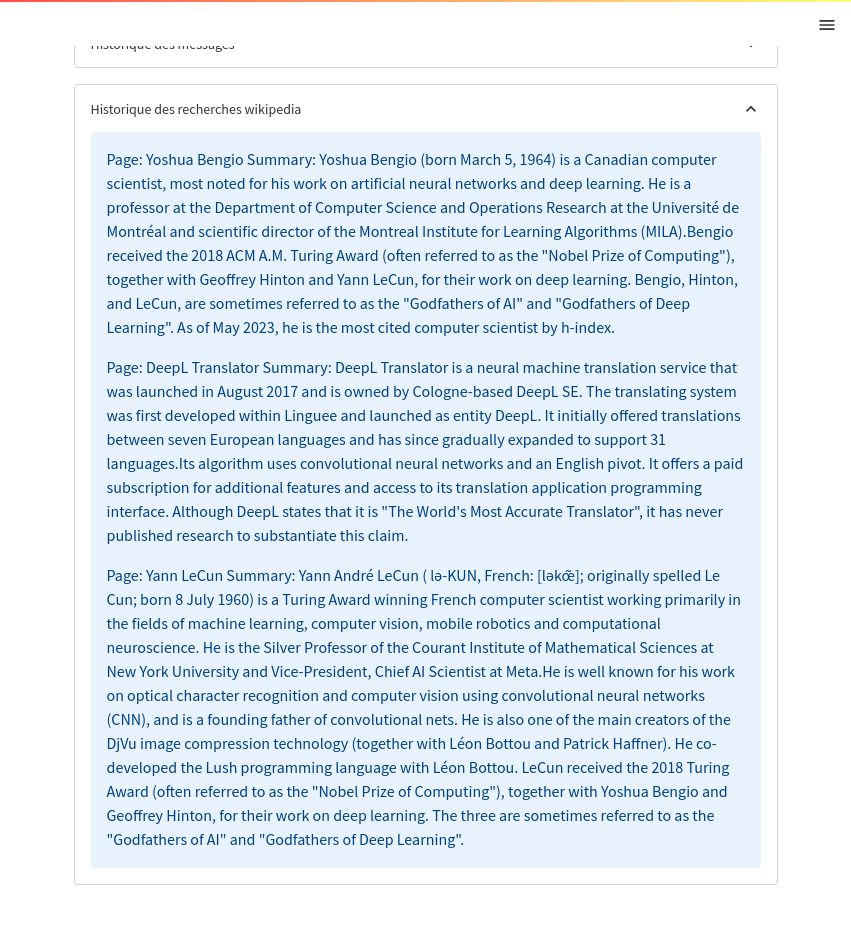 Historique des messages
Historique des recherches wikipedia
Page: Yoshua Bengio Summary: Yoshua Bengio (born March 5, 1964) is a Canadian computer
scientist, most noted for his work on artificial neural networks and deep learning. He is a
professor at the Department of Computer Science and Operations Research at the Université de
Montréal and scientific director of the Montreal Institute for Learning Algorithms (MILA).Bengio
received the 2018 ACM A.M. Turing Award (often referred to as the "Nobel Prize of Computing"),
together with Geoffrey Hinton and Yann LeCun, for their work on deep learning. Bengio, Hinton,
and LeCun, are sometimes referred to as the "Godfathers of AI" and "Godfathers of Deep
Learning". As of May 2023, he is the most cited computer scientist by h-index.
Page: DeepL Translator Summary: DeepL Translator is a neural machine translation service that
was launched in August 2017 and is owned by Cologne-based DeepL SE. The translating system
was first developed within Linguee and launched as entity DeepL. It initially offered translations
between seven European languages and has since gradually expanded to support 31
languages.Its algorithm uses convolutional neural networks and an English pivot. It offers a paid
subscription for additional features and access to its translation application programming
interface. Although DeepL states that it is "The World's Most Accurate Translator", it has never
published research to substantiate this claim.
Page: Yann LeCun Summary: Yann André LeCun ( lə-KUN, French: [ləkœ̃]; originally spelled Le
Cun; born 8 July 1960) is a Turing Award winning French computer scientist working primarily in
the fields of machine learning, computer vision, mobile robotics and computational
neuroscience. He is the Silver Professor of the Courant Institute of Mathematical Sciences at
New York University and Vice-President, Chief AI Scientist at Meta.He is well known for his work
on optical character recognition and computer vision using convolutional neural networks
(CNN), and is a founding father of convolutional nets. He is also one of the main creators of the
DjVu image compression technology (together with Léon Bottou and Patrick Haffner). He co-
developed the Lush programming language with Léon Bottou. LeCun received the 2018 Turing
Award (often referred to as the "Nobel Prize of Computing"), together with Yoshua Bengio and
Geoffrey Hinton, for their work on deep learning. The three are sometimes referred to as the
"Godfathers of AI" and "Godfathers of Deep Learning".